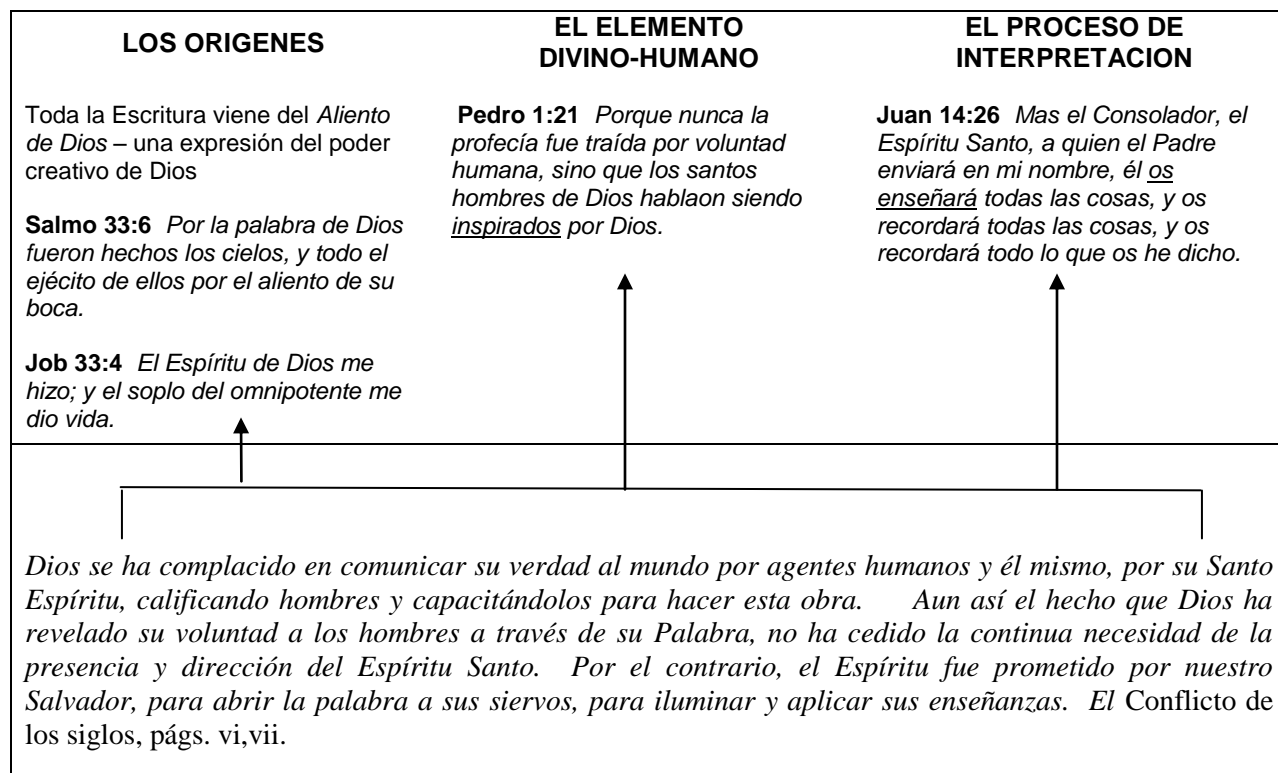 LOS ORIGENES
Toda la Escritura viene del Aliento
de Dios – una expresión del poder
creativo de Dios
Salmo 33:6 Por la palabra de Dios
fueron hechos los cielos, y todo el
ejército de ellos por el aliento de su
boca.
Job 33:4 El Espíritu de Dios me
hizo; y el soplo del omnipotente me
dio vida.
EL ELEMENTO
DIVINO-HUMANO
Pedro 1:21 Porque nunca la
profecía fue traída por voluntad
humana, sino que los santos
hombres de Dios hablaon siendo
inspirados por Dios.
EL PROCESO DE
INTERPRETACION
Juan 14:26 Mas el Consolador, el
Espíritu Santo, a quien el Padre
enviará en mi nombre, él os
enseñará todas las cosas, y os
recordará todas las cosas, y os
recordará todo lo que os he dicho.
Dios se ha complacido en comunicar su verdad al mundo por agentes humanos y él mismo, por su Santo
Espíritu, calificando hombres y capacitándolos para hacer esta obra. Aun así el hecho que Dios ha
revelado su voluntad a los hombres a través de su Palabra, no ha cedido la continua necesidad de la
presencia y dirección del Espíritu Santo. Por el contrario, el Espíritu fue prometido por nuestro
Salvador, para abrir la palabra a sus siervos, para iluminar y aplicar sus enseñanzas. El Conflicto de
los siglos, págs. vi,vii.